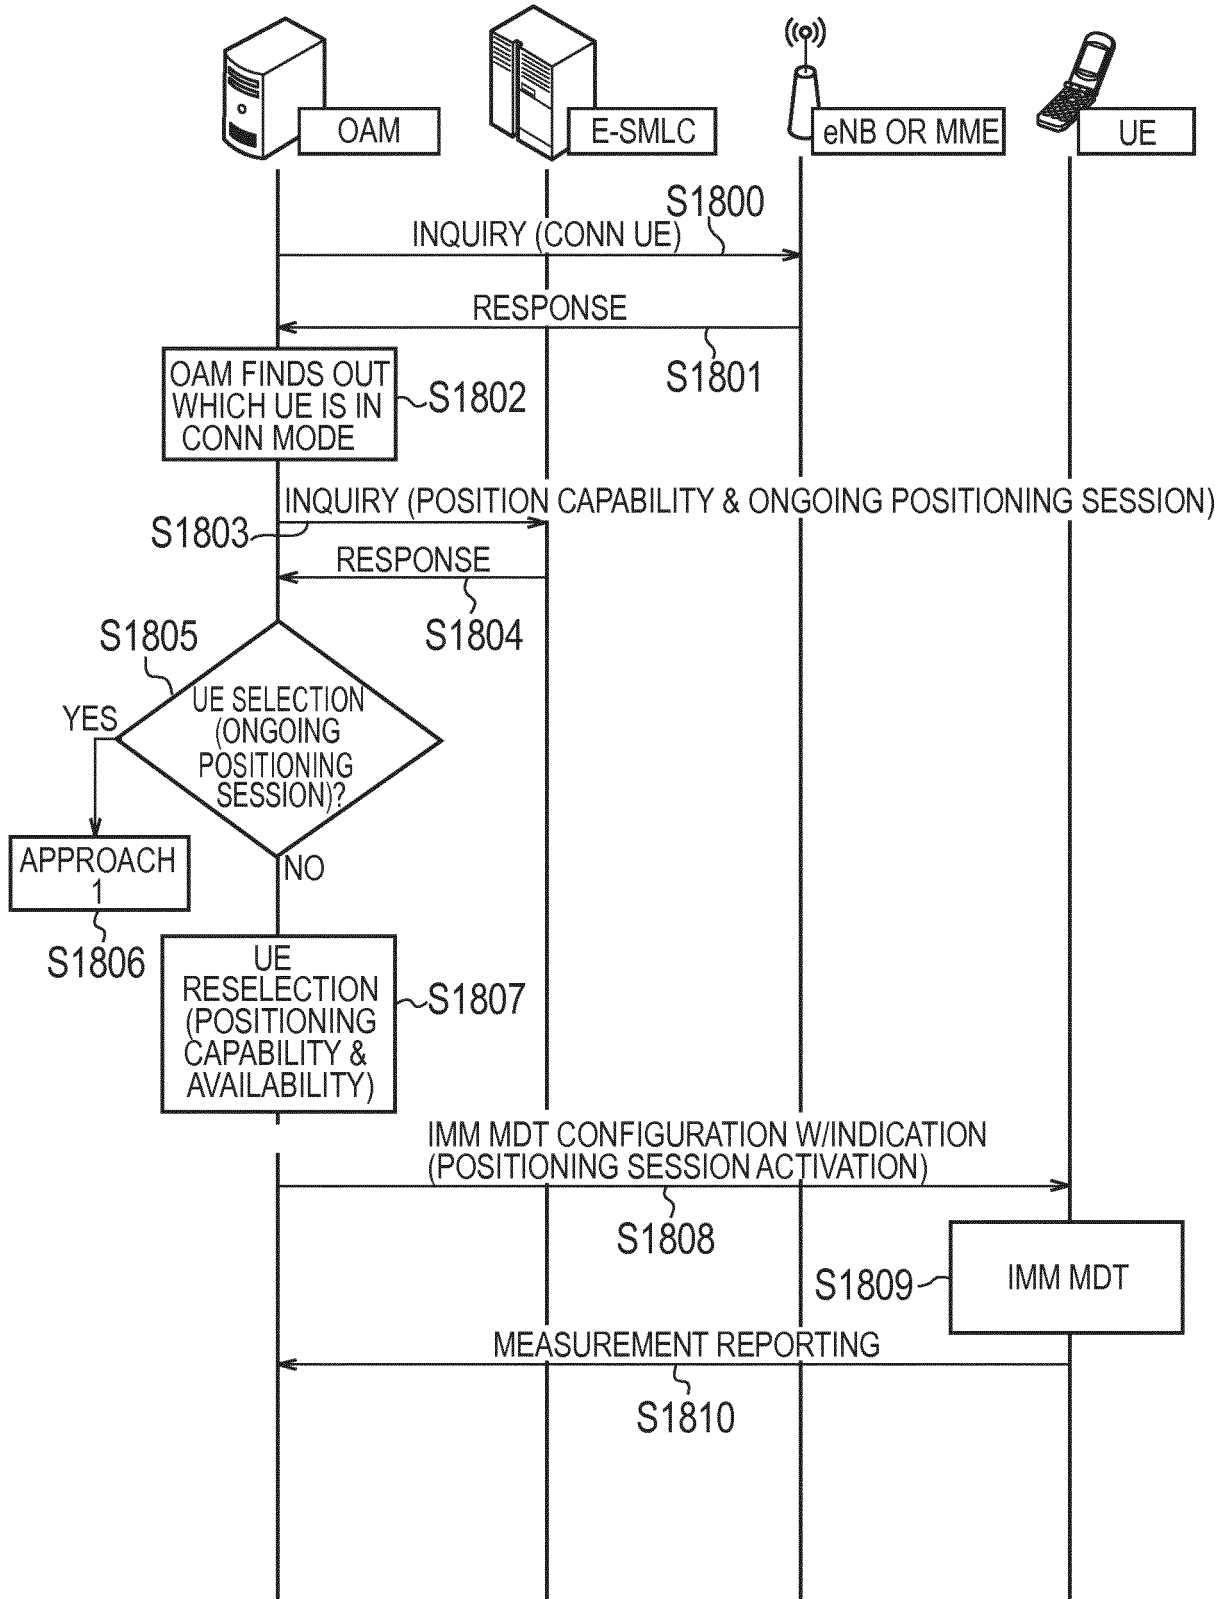 OAM
E-SMLC
eNB OR MME
UE
S1800
INQUIRY (CONN UE)
RESPONSE
S1801
OAM FINDS OUT
WHICH UE IS IN
CONN MODE
S1802
INQUIRY (POSITION CAPABILITY & ONGOING POSITIONING SESSION)
S1803
RESPONSE
S1804
S1805
UE SELECTION
(ONGOING
POSITIONING
SESSION)?
YES
APPROACH
1
NO
S1806
UE
RESELECTION
(POSITIONING
CAPABILITY &
AVAILABILITY)
S1807
IMM MDT CONFIGURATION W/INDICATION
(POSITIONING SESSION ACTIVATION)
S1808
IMM MDT
S1809
MEASUREMENT REPORTING
S1810